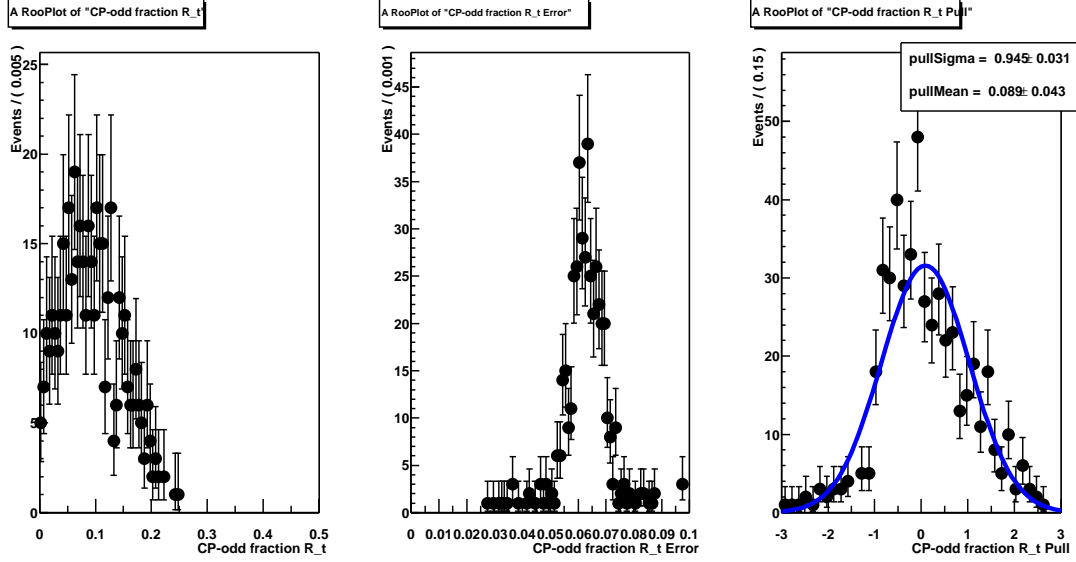 A RooPlot of "CP-odd fraction R_t"
Events / ( 0.005 )
25
20
15
10
5
0
0 0.1 0.2 0.3 0.4 0.5
CP-odd fraction R_t
A RooPlot of "CP-odd fraction R_t Error"
Events / ( 0.001 )
45
40
35
30
25
20
15
10
5
0
0 0.01 0.02 0.03 0.04 0.05 0.06 0.07 0.08 0.09 0.1
CP-odd fraction R_t Error
A RooPlot of "CP-odd fraction R_t Pull"
pullSigma = 0.945± 0.031
pullMean = 0.089± 0.043
Events / ( 0.15 )
50
40
30
20
10
0
-3 -2 -1 0 1 2 3
CP-odd fraction R_t Pull